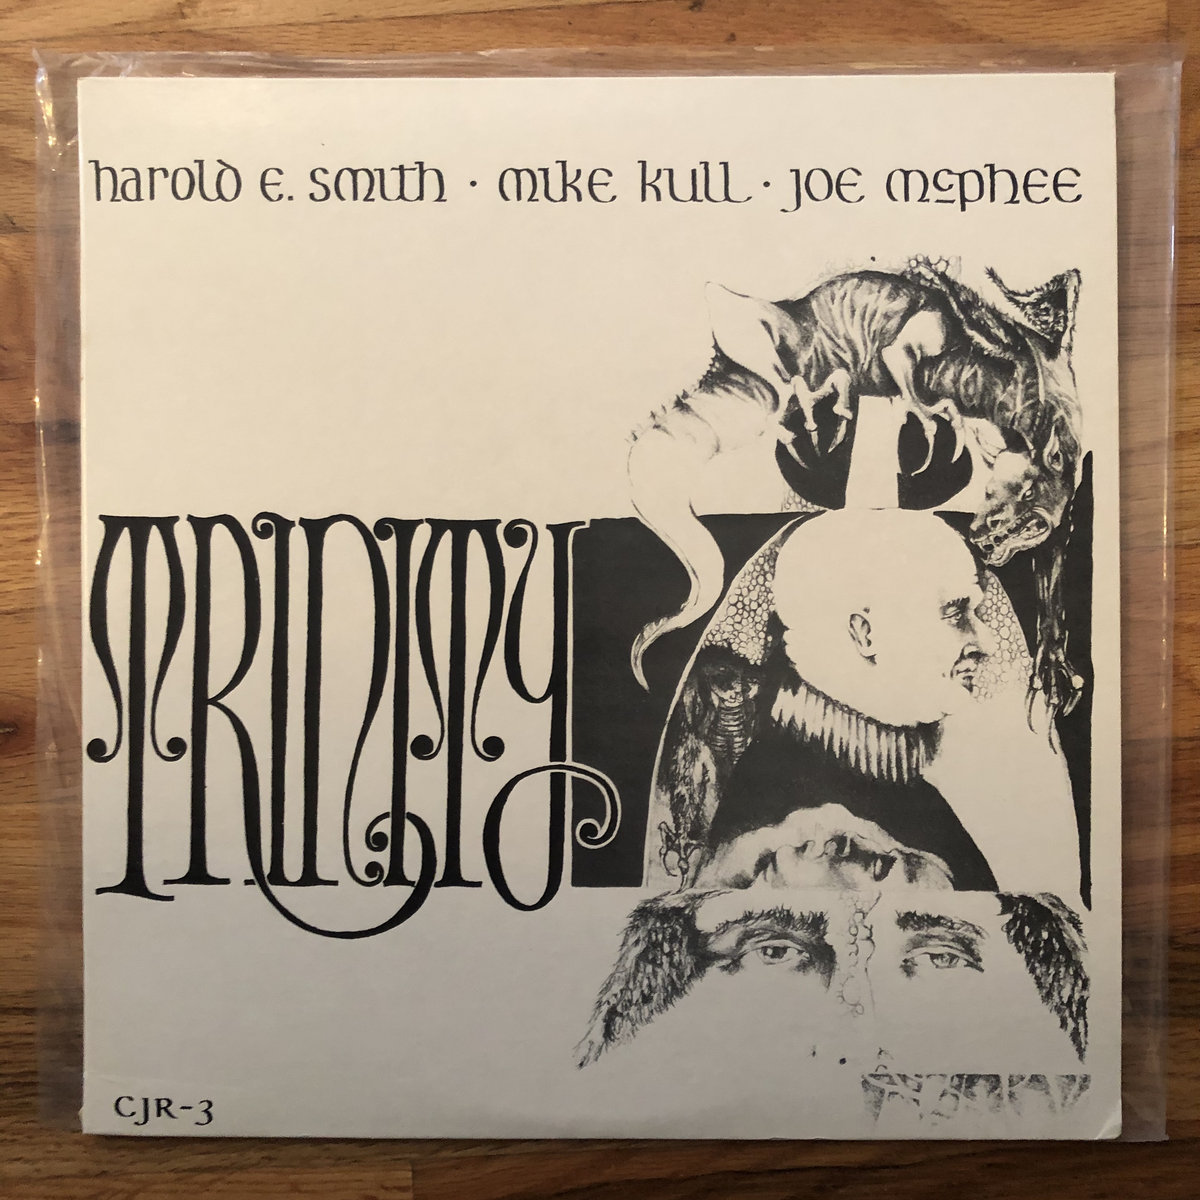 harold e. smith · mike kull · joe mcphee
TRINITY
CJR-3